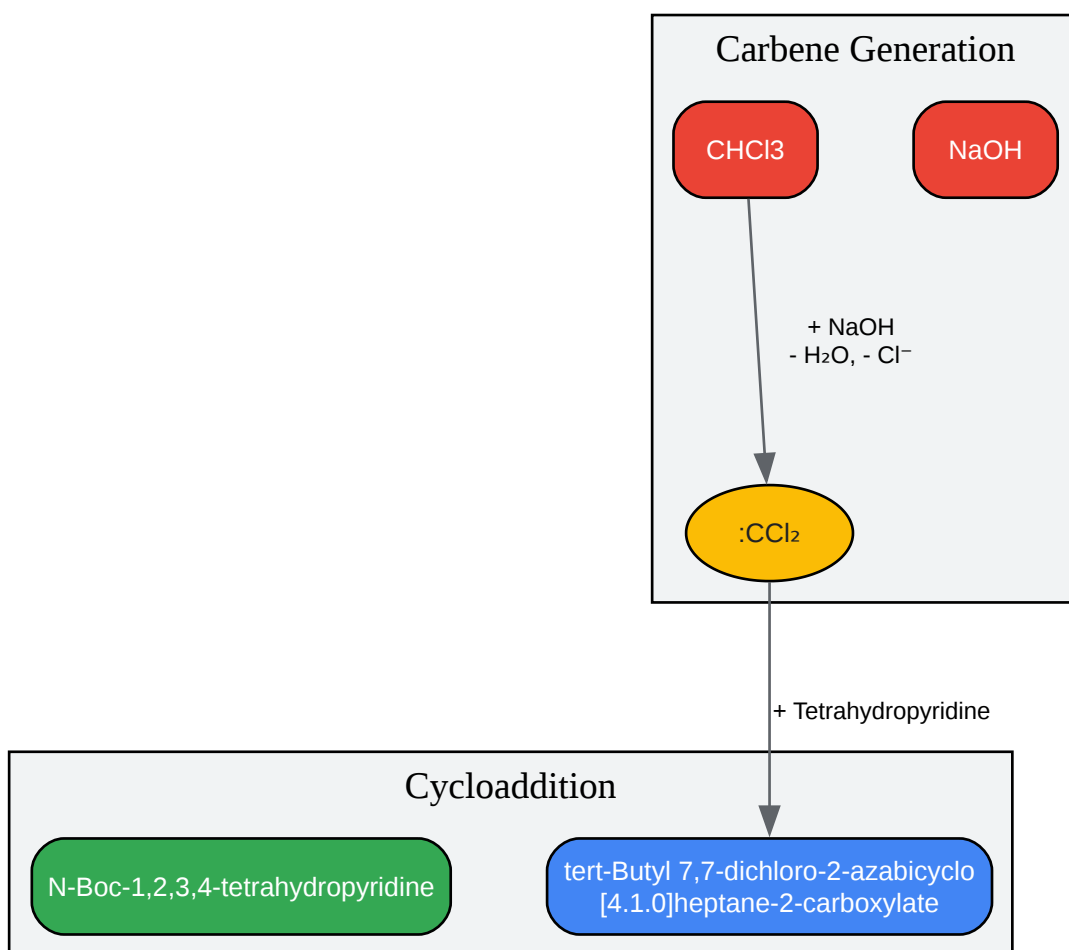 Carbene Generation
CHCl3
NaOH
+ NaOH
- H₂O, - Cl⁻
:CCl₂
+ Tetrahydropyridine
Cycloaddition
N-Boc-1,2,3,4-tetrahydropyridine
tert-Butyl 7,7-dichloro-2-azabicyclo
[4.1.0]heptane-2-carboxylate